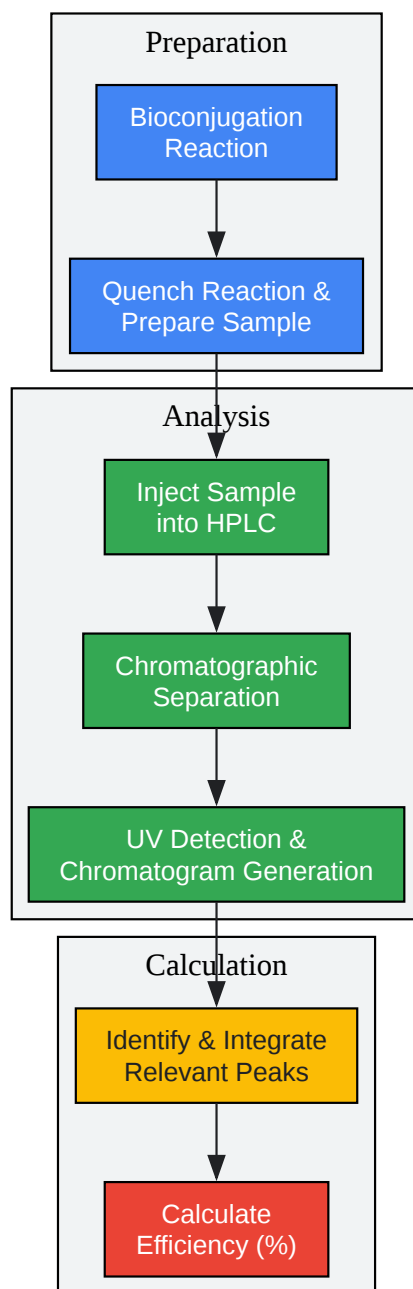 Preparation
Bioconjugation
Reaction
Quench Reaction &
Prepare Sample
Analysis
Inject Sample
into HPLC
Chromatographic
Separation
UV Detection &
Chromatogram Generation
Calculation
Identify & Integrate
Relevant Peaks
Calculate
Efficiency (%)